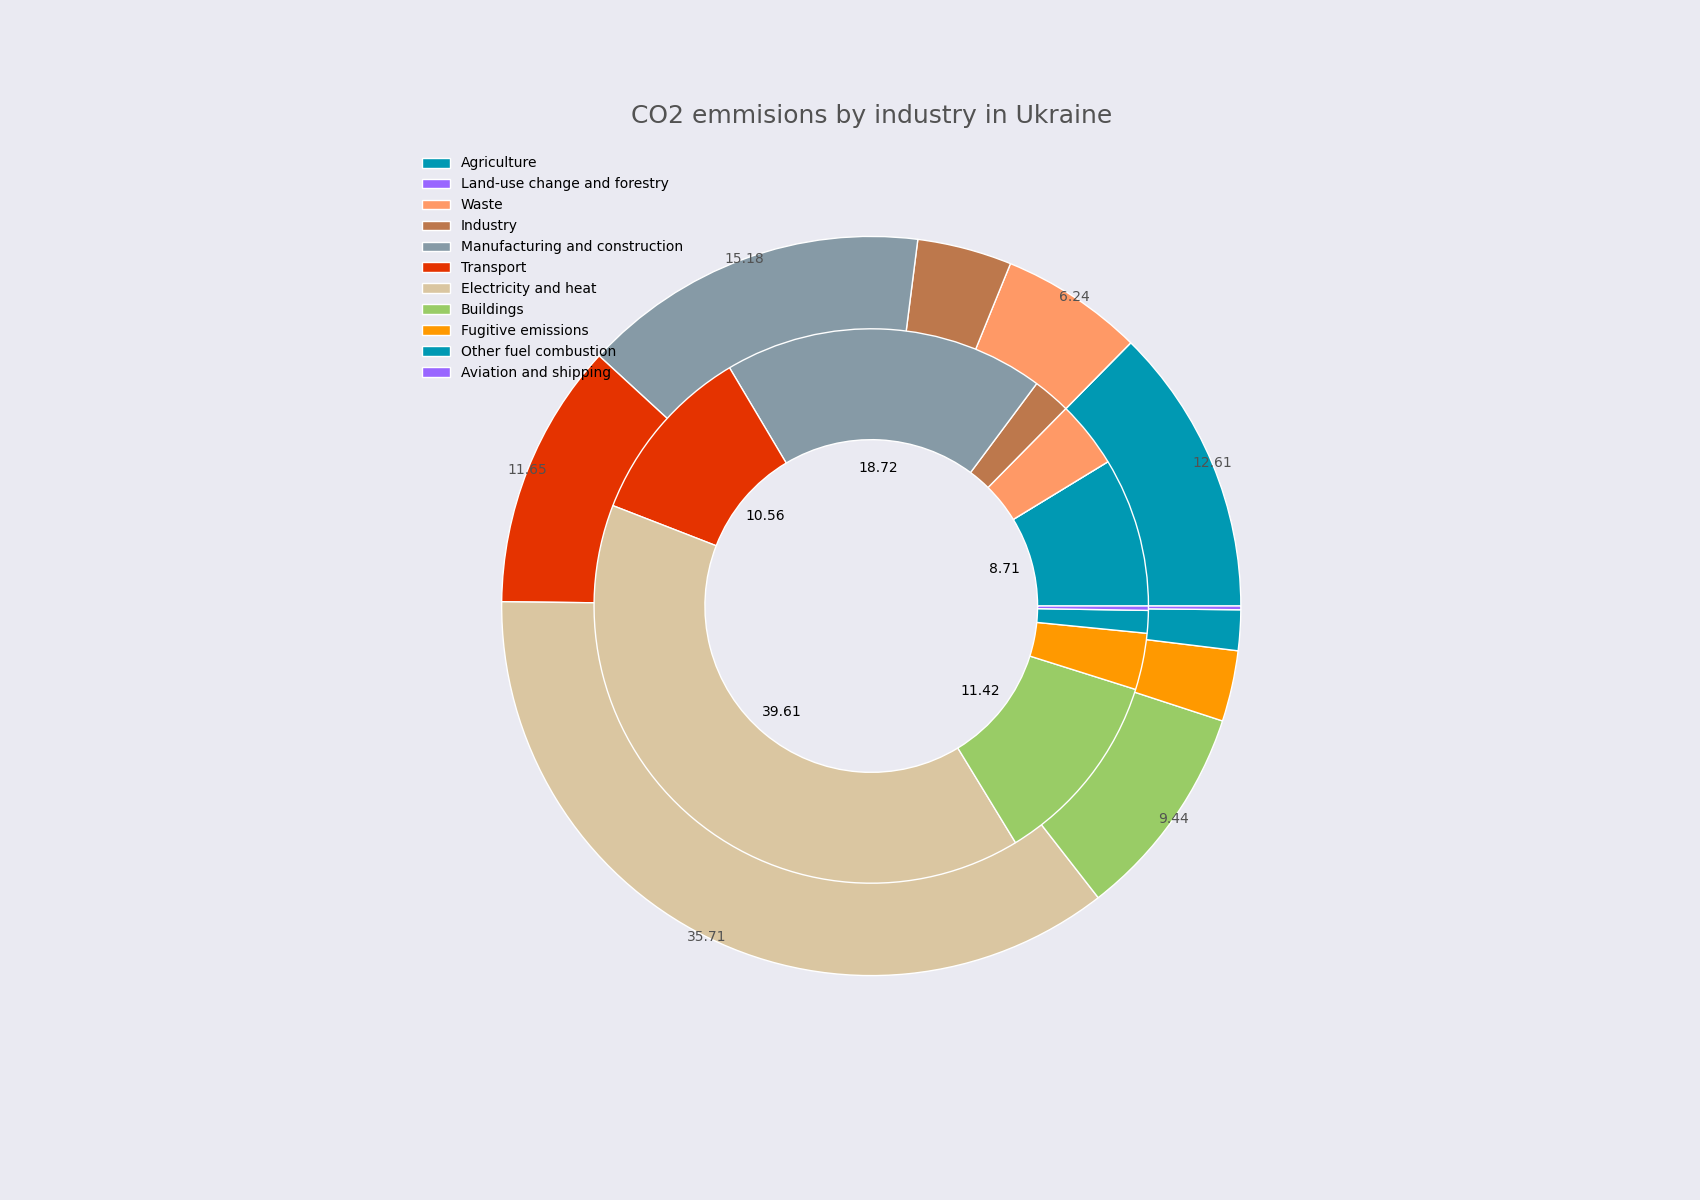 CO2 emmisions by industry in Ukraine
Agriculture
Land-use change and forestry
Waste
Industry
Manufacturing and construction
Transport
Electricity and heat
Buildings
Fugitive emissions
Other fuel combustion
Aviation and shipping
15.18
6.24
12.61
11.65
18.72
10.56
8.71
11.42
39.61
9.44
35.71